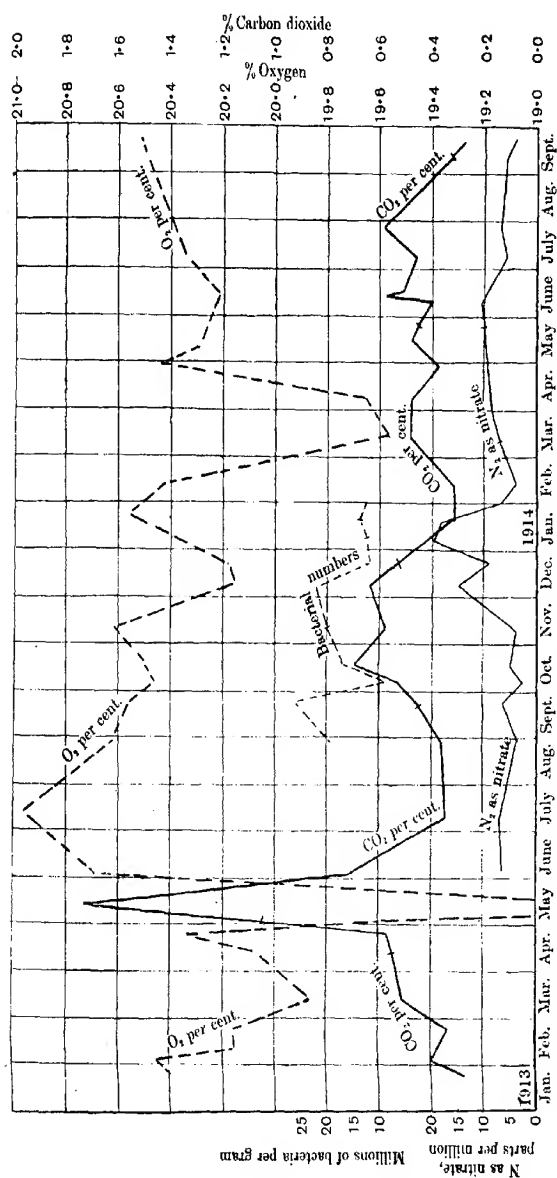 % Carbon dioxide
2·0
1·8
1·6
1·4
1·2
1·0
0·8
0·6
0·4
0·2
0·0
% Oxygen
21·0
20·8
20·6
20·4
20·2
20·0
19·8
19·6
19·4
19·2
19·0
O₂ per cent.
O₂ per cent.
O₂ per cent.
CO₂ per cent.
CO₂ per cent.
CO₂ per cent.
CO₂ per cent.
Bacterial numbers
N₂ as nitrate
N₂ as nitrate
1913
1914
Jan. Feb. Mar. Apr. May June July Aug. Sept. Oct. Nov. Dec. Jan. Feb. Mar. Apr. May June July Aug. Sept.
25
20
15
10
5
0
Millions of bacteria per gram
N as nitrate,
parts per million